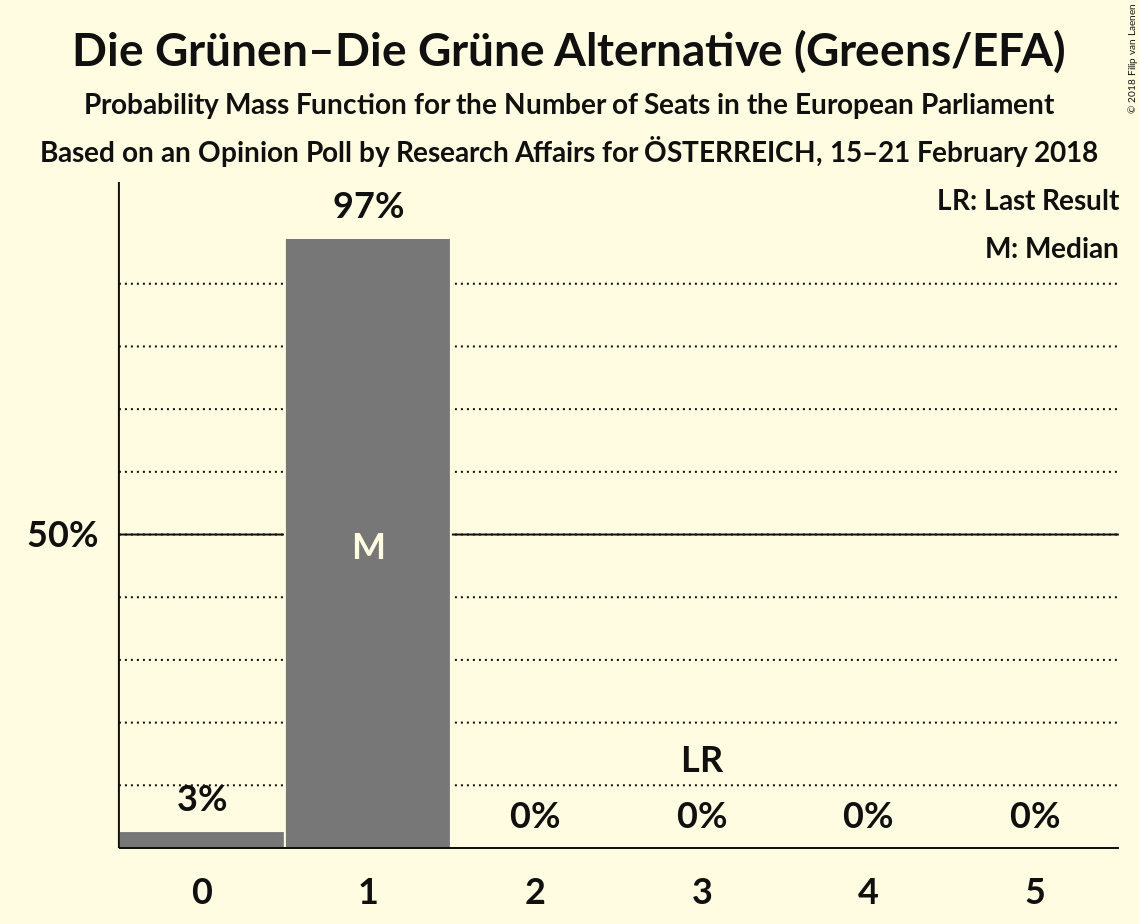 Die Grünen–Die Grüne Alternative (Greens/EFA)
Probability Mass Function for the Number of Seats in the European Parliament
Based on an Opinion Poll by Research Affairs for ÖSTERREICH, 15–21 February 2018
© 2018 Filip van Laenen
LR: Last Result
M: Median
97%
50%
M
LR
3%
0%
0%
0%
0%
0
1
2
3
4
5